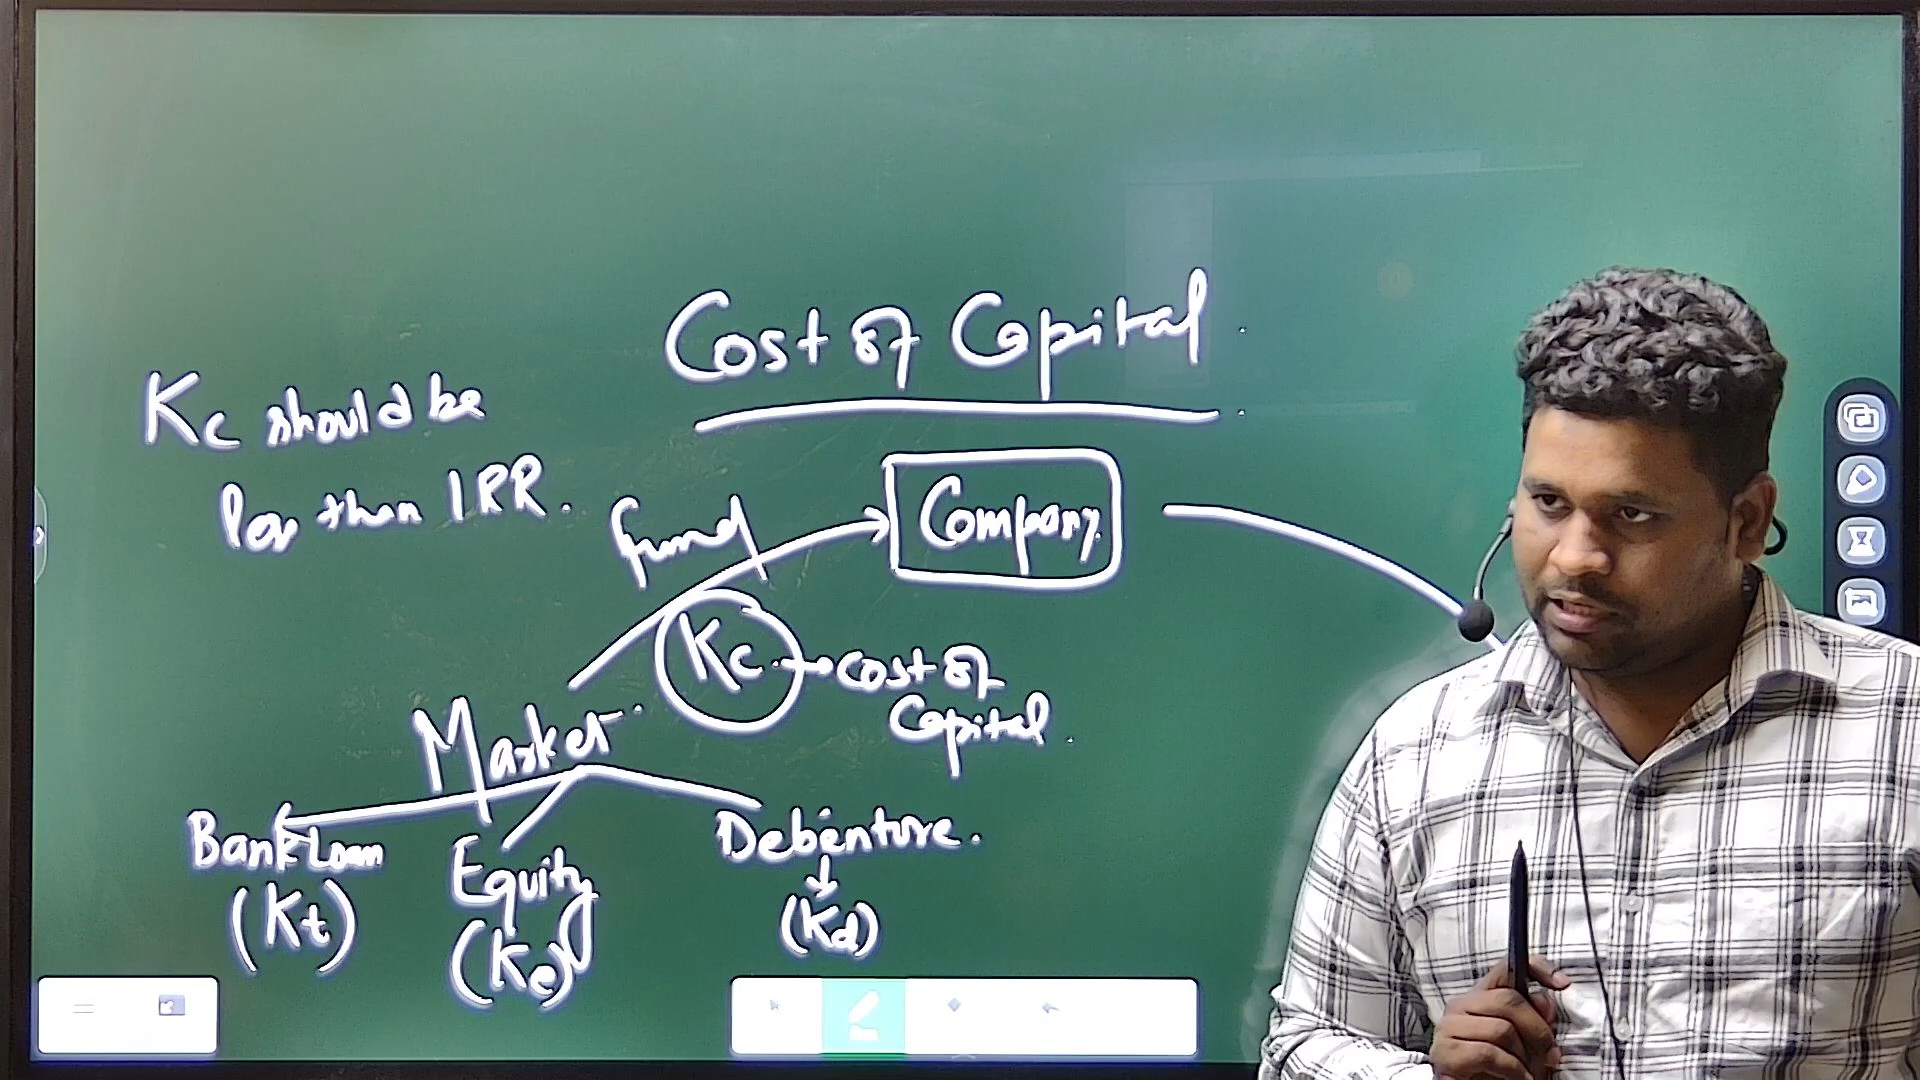 Cost of Capital.
Kc should be
less than IRR.
fund
Company
Kc → Cost of
Capital.
Market
Bank Loan
(Kt)
Equity
(Ke)
Debenture.
(Kd)